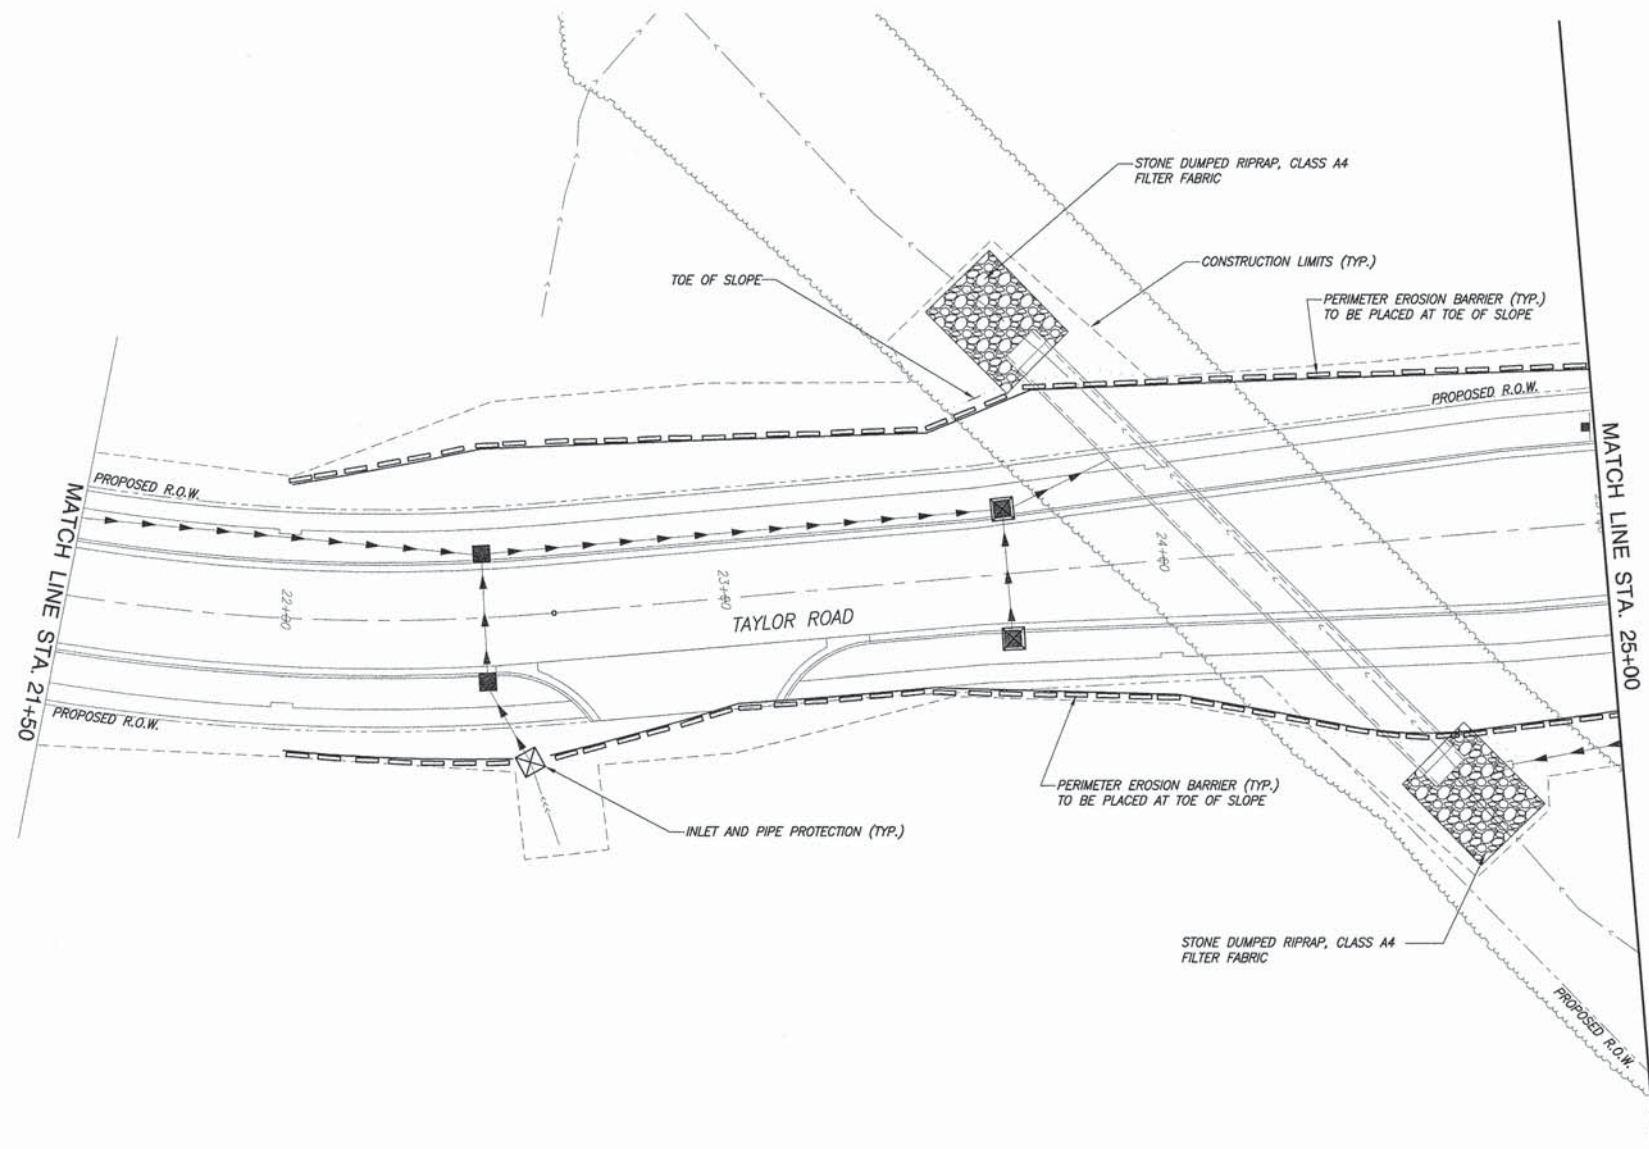 STONE DUMPED RIPRAP, CLASS A4
FILTER FABRIC
CONSTRUCTION LIMITS (TYP.)
TOE OF SLOPE
PERIMETER EROSION BARRIER (TYP.)
TO BE PLACED AT TOE OF SLOPE
PROPOSED R.O.W.
PROPOSED R.O.W.
MATCH LINE STA. 21+50
MATCH LINE STA. 25+00
22+00
23+00
24+00
TAYLOR ROAD
PROPOSED R.O.W.
PERIMETER EROSION BARRIER (TYP.)
TO BE PLACED AT TOE OF SLOPE
INLET AND PIPE PROTECTION (TYP.)
STONE DUMPED RIPRAP, CLASS A4
FILTER FABRIC
PROPOSED R.O.W.